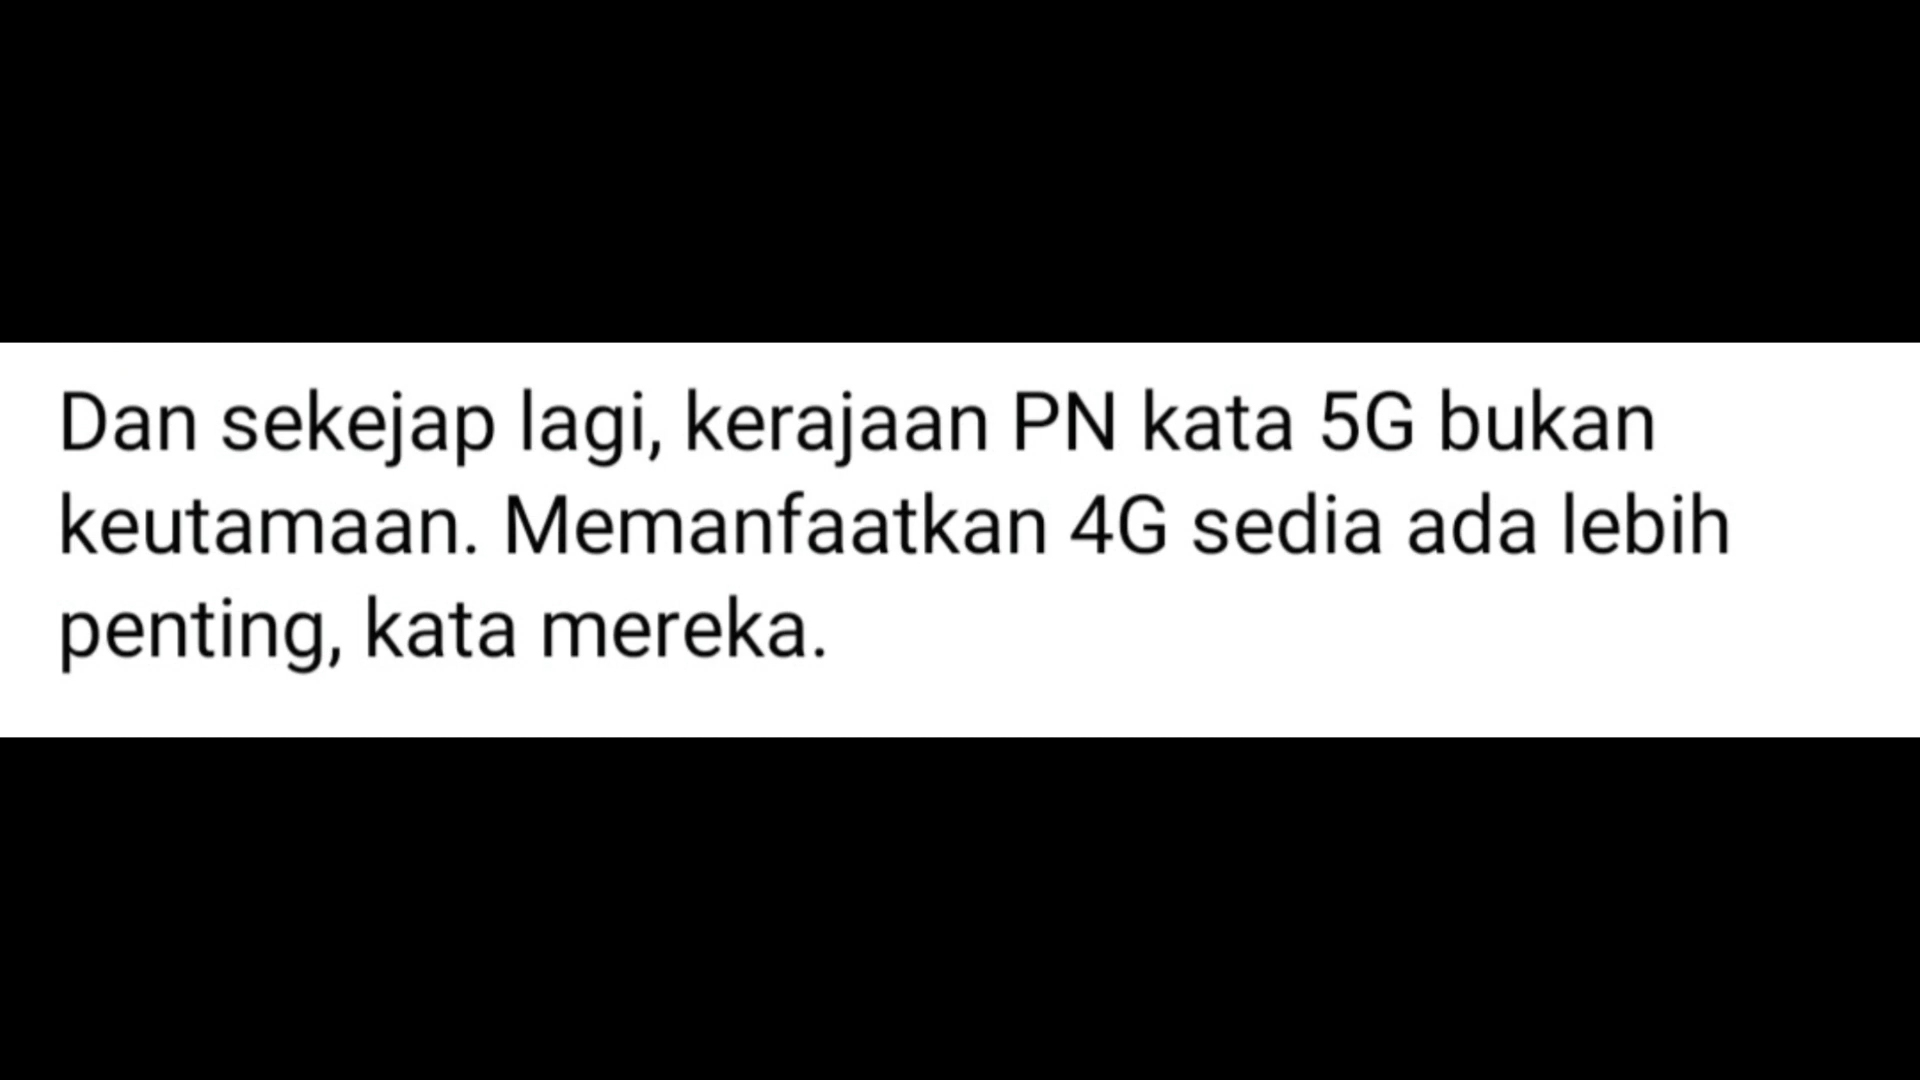 Dan sekejap lagi, kerajaan PN kata 5G bukan
keutamaan. Memanfaatkan 4G sedia ada lebih
penting, kata mereka.